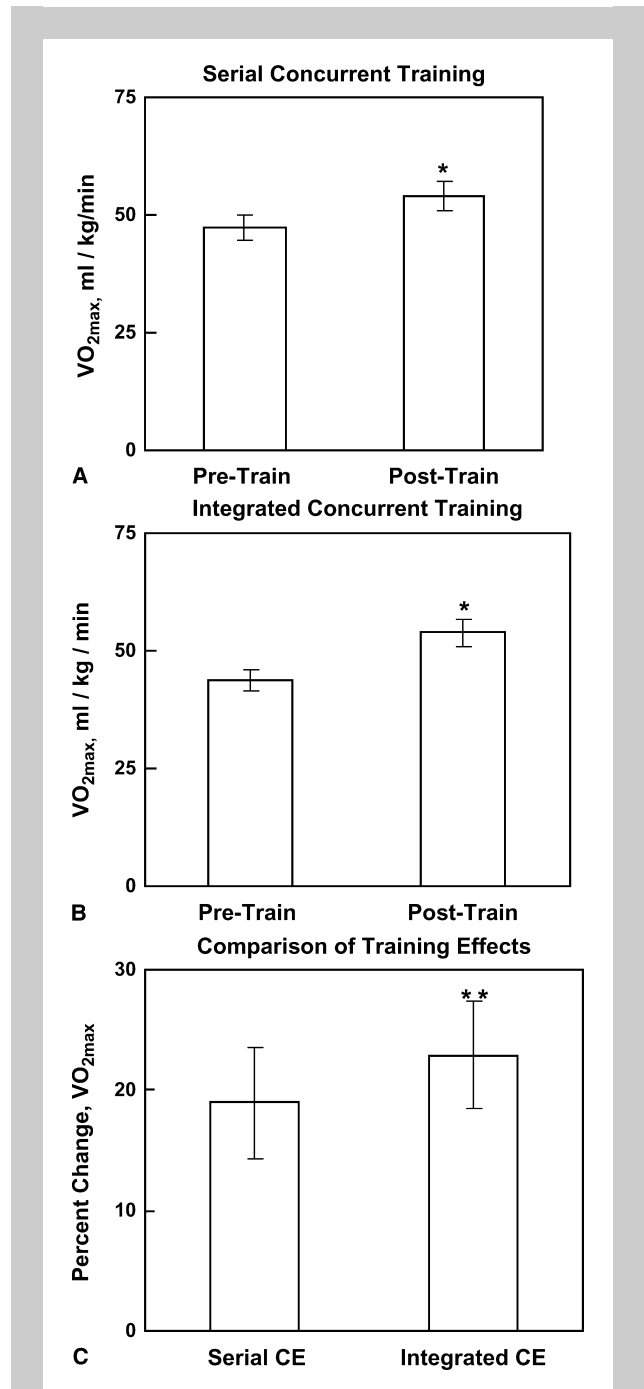 Serial Concurrent Training
75
50
25
0
VO2max, ml / kg/min
*
A
Pre-Train Post-Train
Integrated Concurrent Training
75
50
25
0
VO2max, ml / kg / min
*
B
Pre-Train Post-Train
Comparison of Training Effects
30
20
10
0
Percent Change, VO2max
**
C
Serial CE Integrated CE